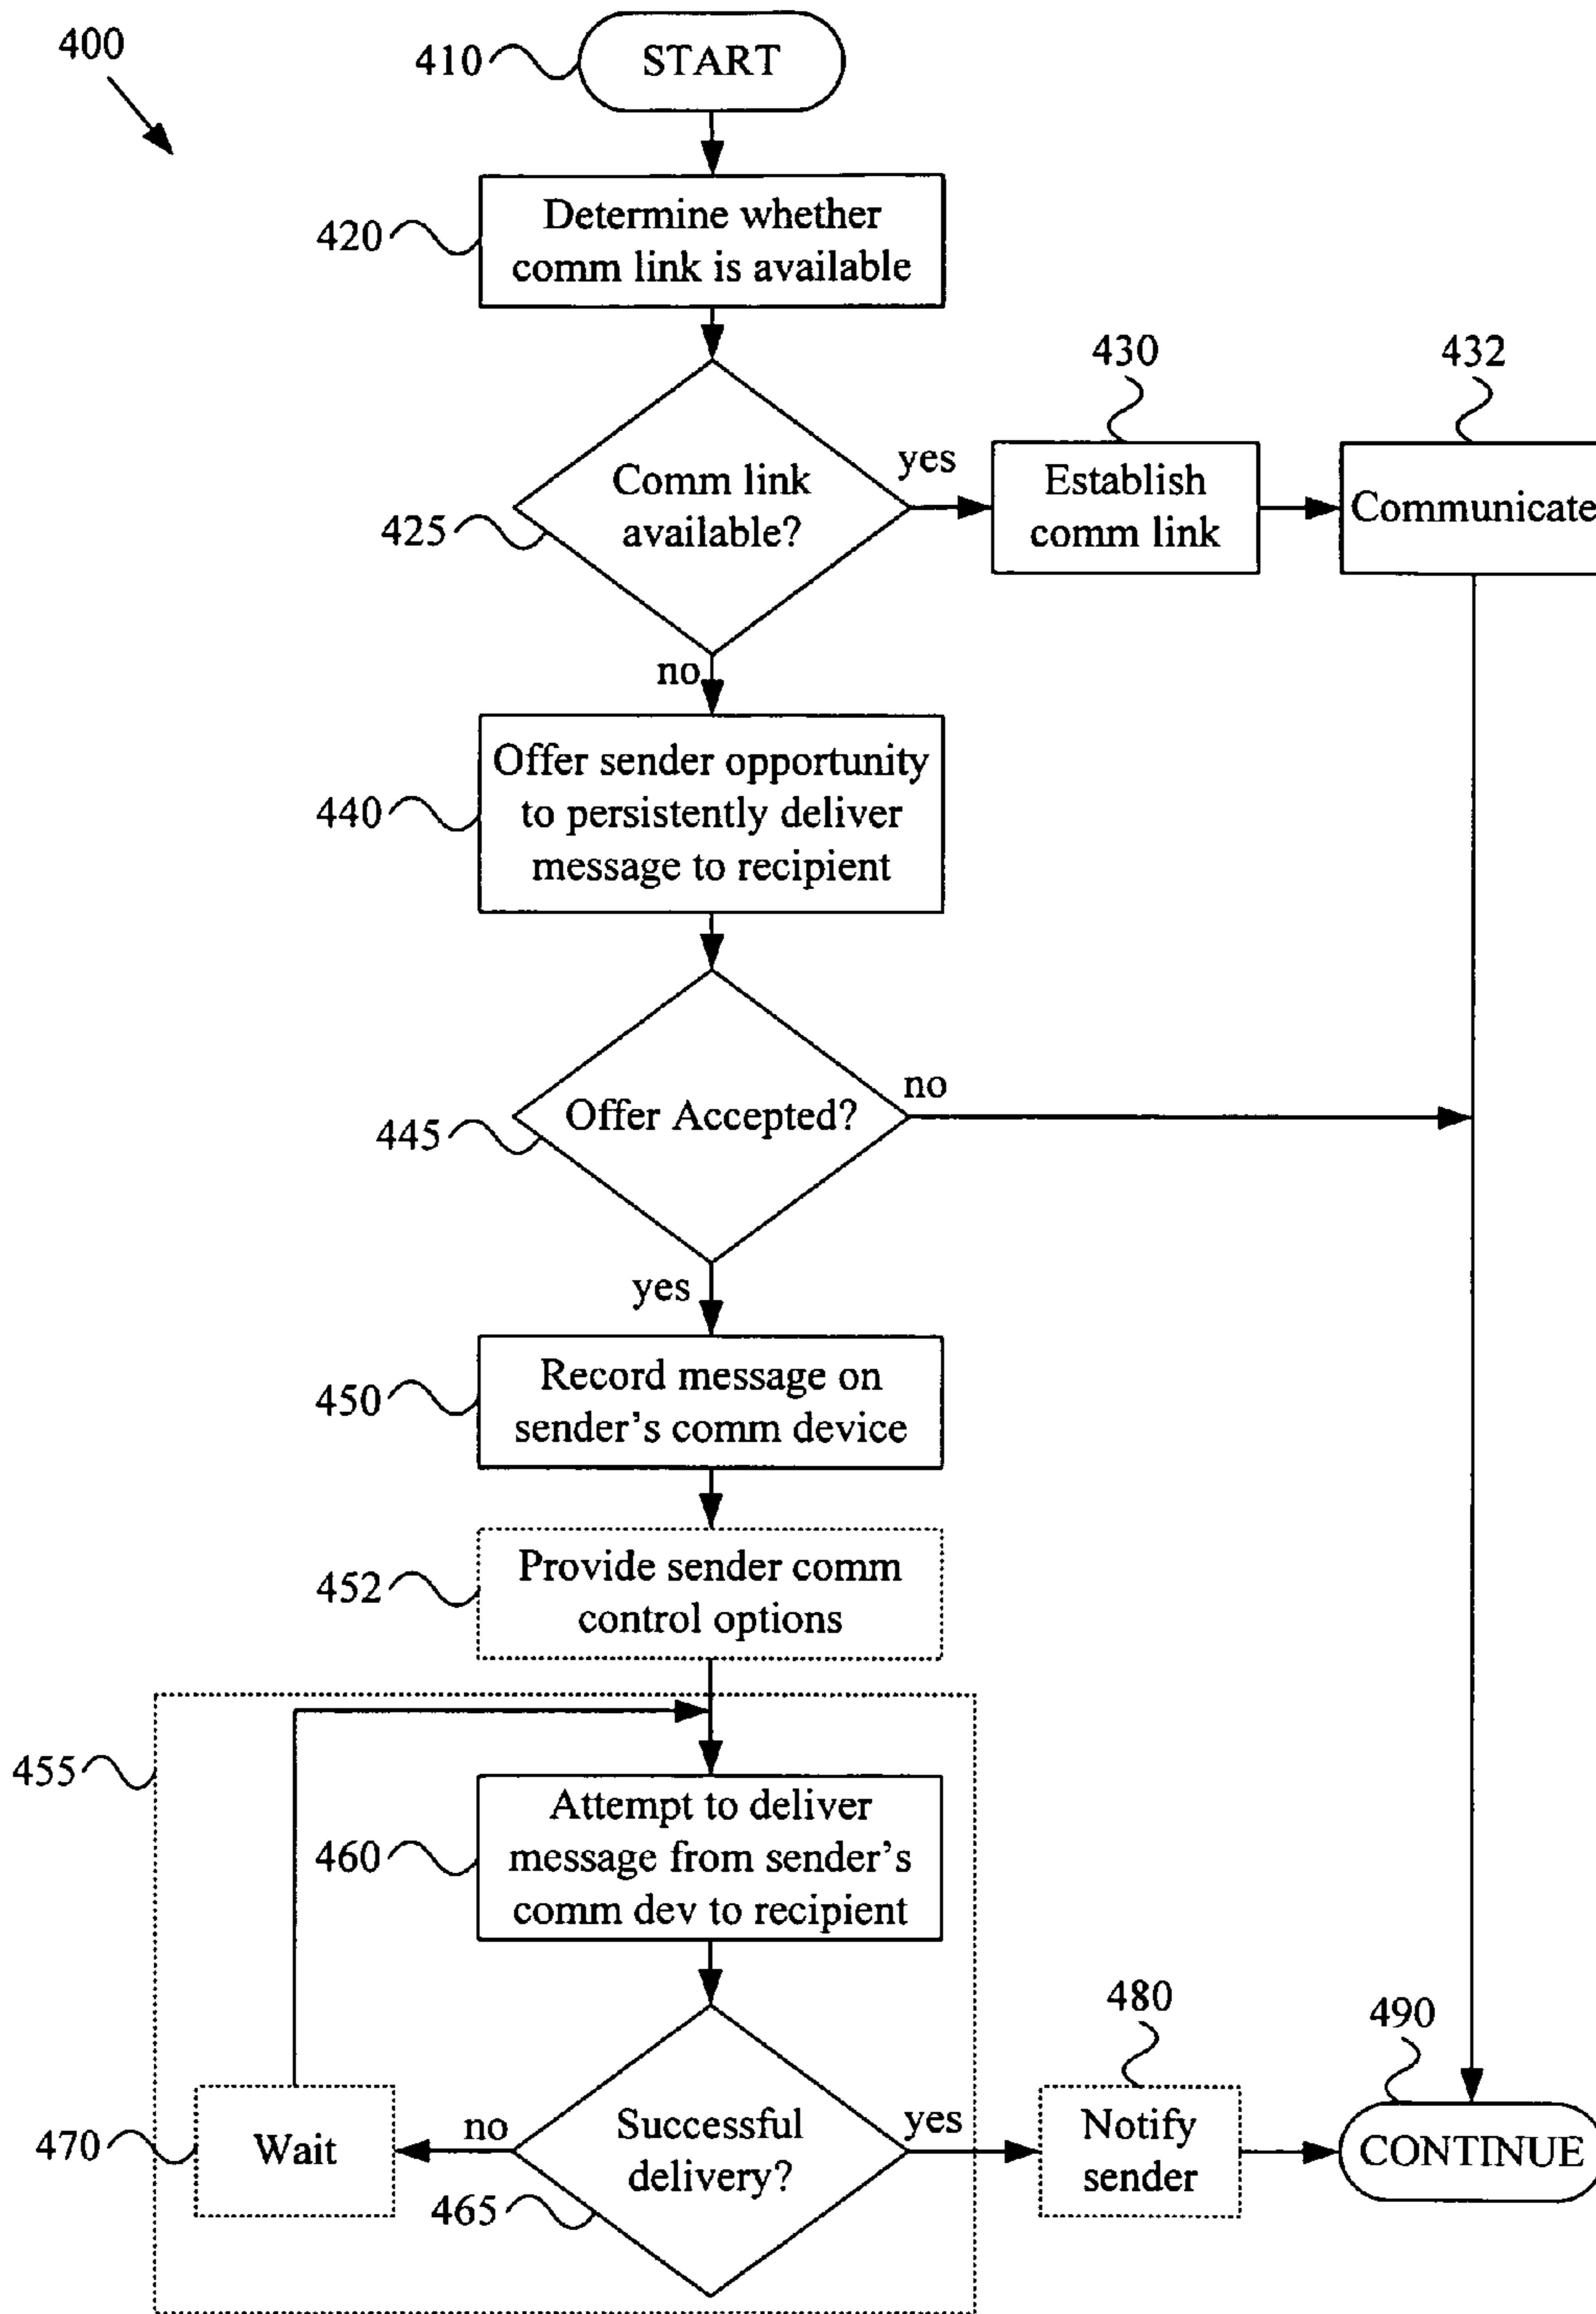 400
410
START
420
Determine whether
comm link is available
430
432
425
Comm link
available?
yes
Establish
comm link
Communicate
no
440
Offer sender opportunity
to persistently deliver
message to recipient
445
Offer Accepted?
no
yes
450
Record message on
sender's comm device
452
Provide sender comm
control options
455
460
Attempt to deliver
message from sender's
comm dev to recipient
480
490
470
Wait
no
465
Successful
delivery?
yes
Notify
sender
CONTINUE